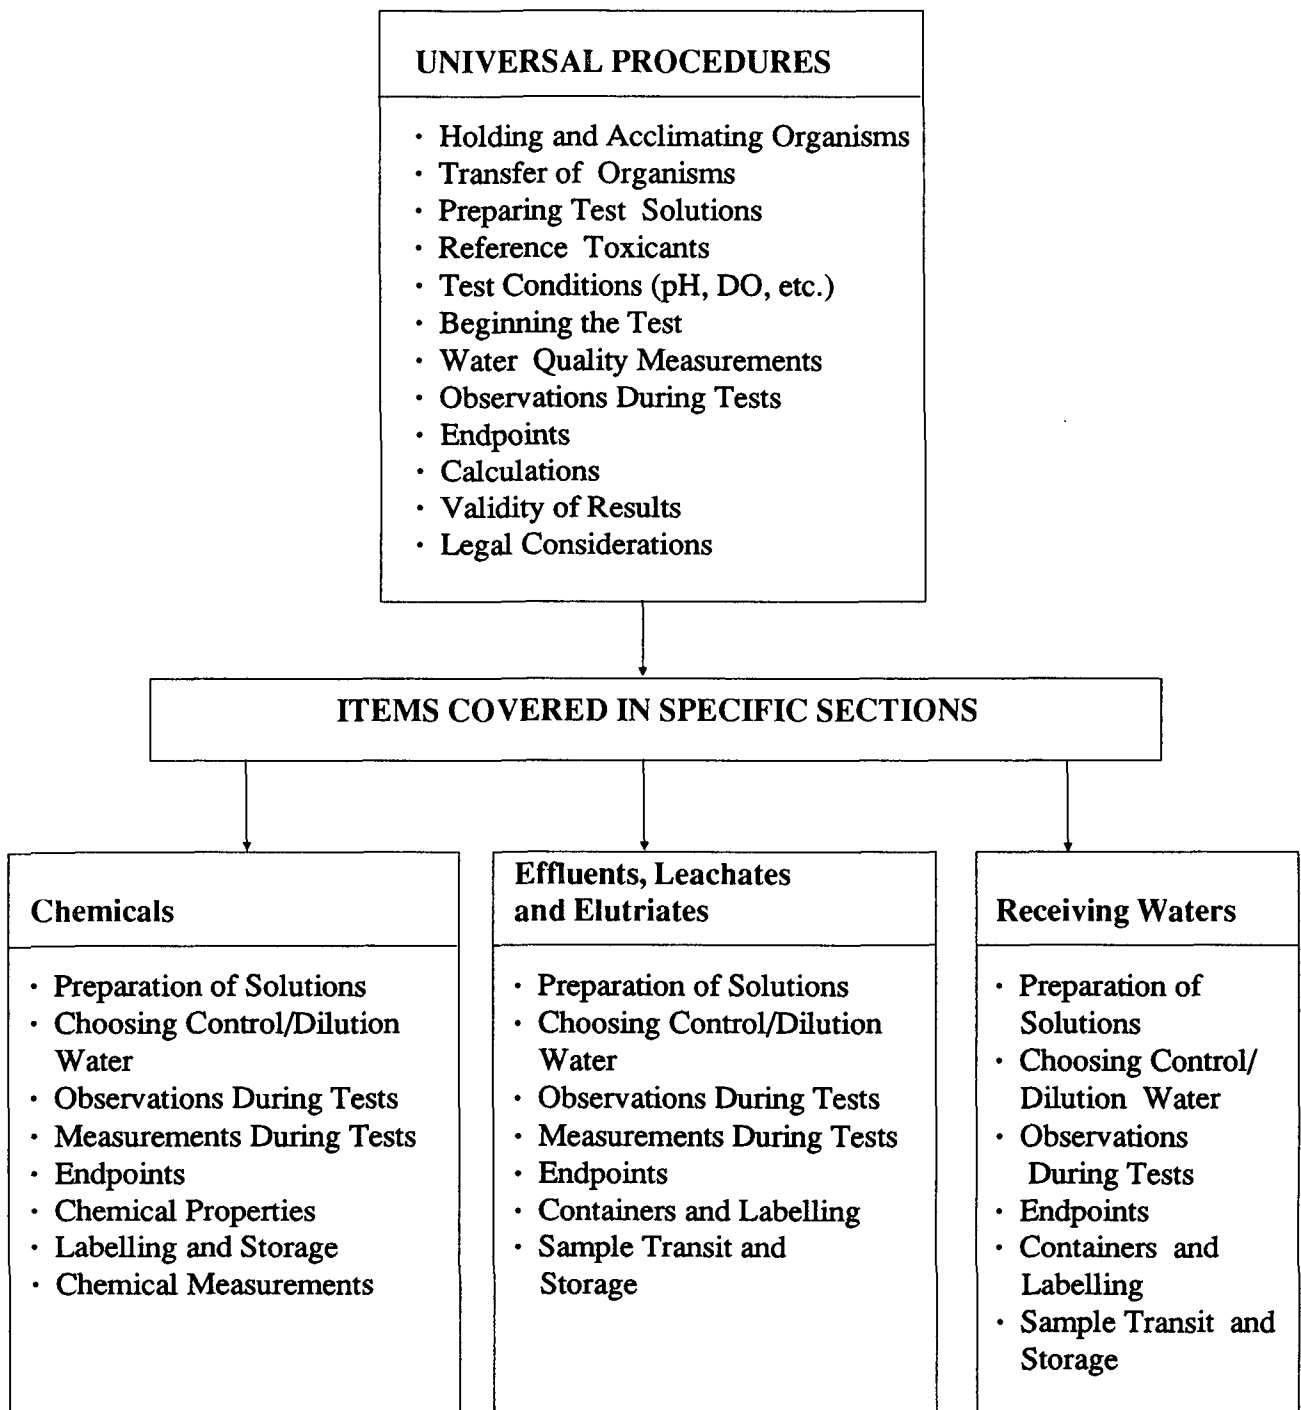 UNIVERSAL PROCEDURES
· Holding and Acclimating Organisms
· Transfer of Organisms
· Preparing Test Solutions
· Reference Toxicants
· Test Conditions (pH, DO, etc.)
· Beginning the Test
· Water Quality Measurements
· Observations During Tests
· Endpoints
· Calculations
· Validity of Results
· Legal Considerations
ITEMS COVERED IN SPECIFIC SECTIONS
Chemicals
· Preparation of Solutions
· Choosing Control/Dilution
Water
· Observations During Tests
· Measurements During Tests
· Endpoints
· Chemical Properties
· Labelling and Storage
· Chemical Measurements
Effluents, Leachates
and Elutriates
· Preparation of Solutions
· Choosing Control/Dilution
Water
· Observations During Tests
· Measurements During Tests
· Endpoints
· Containers and Labelling
· Sample Transit and
Storage
Receiving Waters
· Preparation of
Solutions
· Choosing Control/
Dilution Water
· Observations
During Tests
· Endpoints
· Containers and
Labelling
· Sample Transit and
Storage